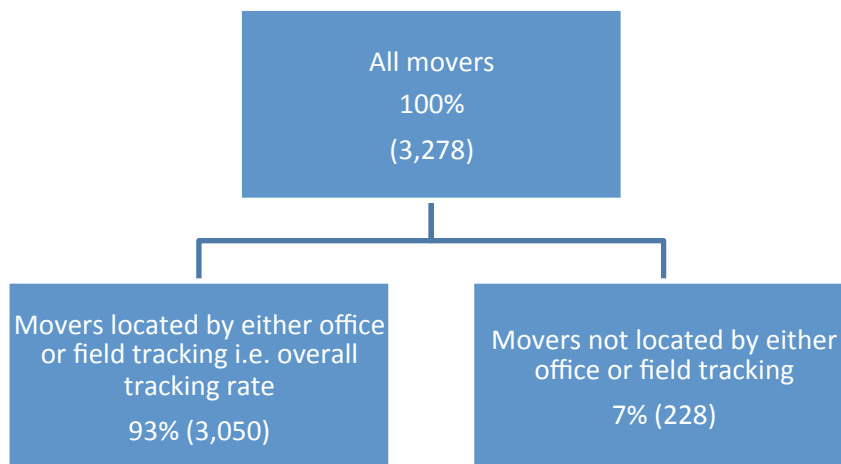 All movers
100%
(3,278)
Movers located by either office
or field tracking i.e. overall
tracking rate
93% (3,050)
Movers not located by either
office or field tracking
7% (228)